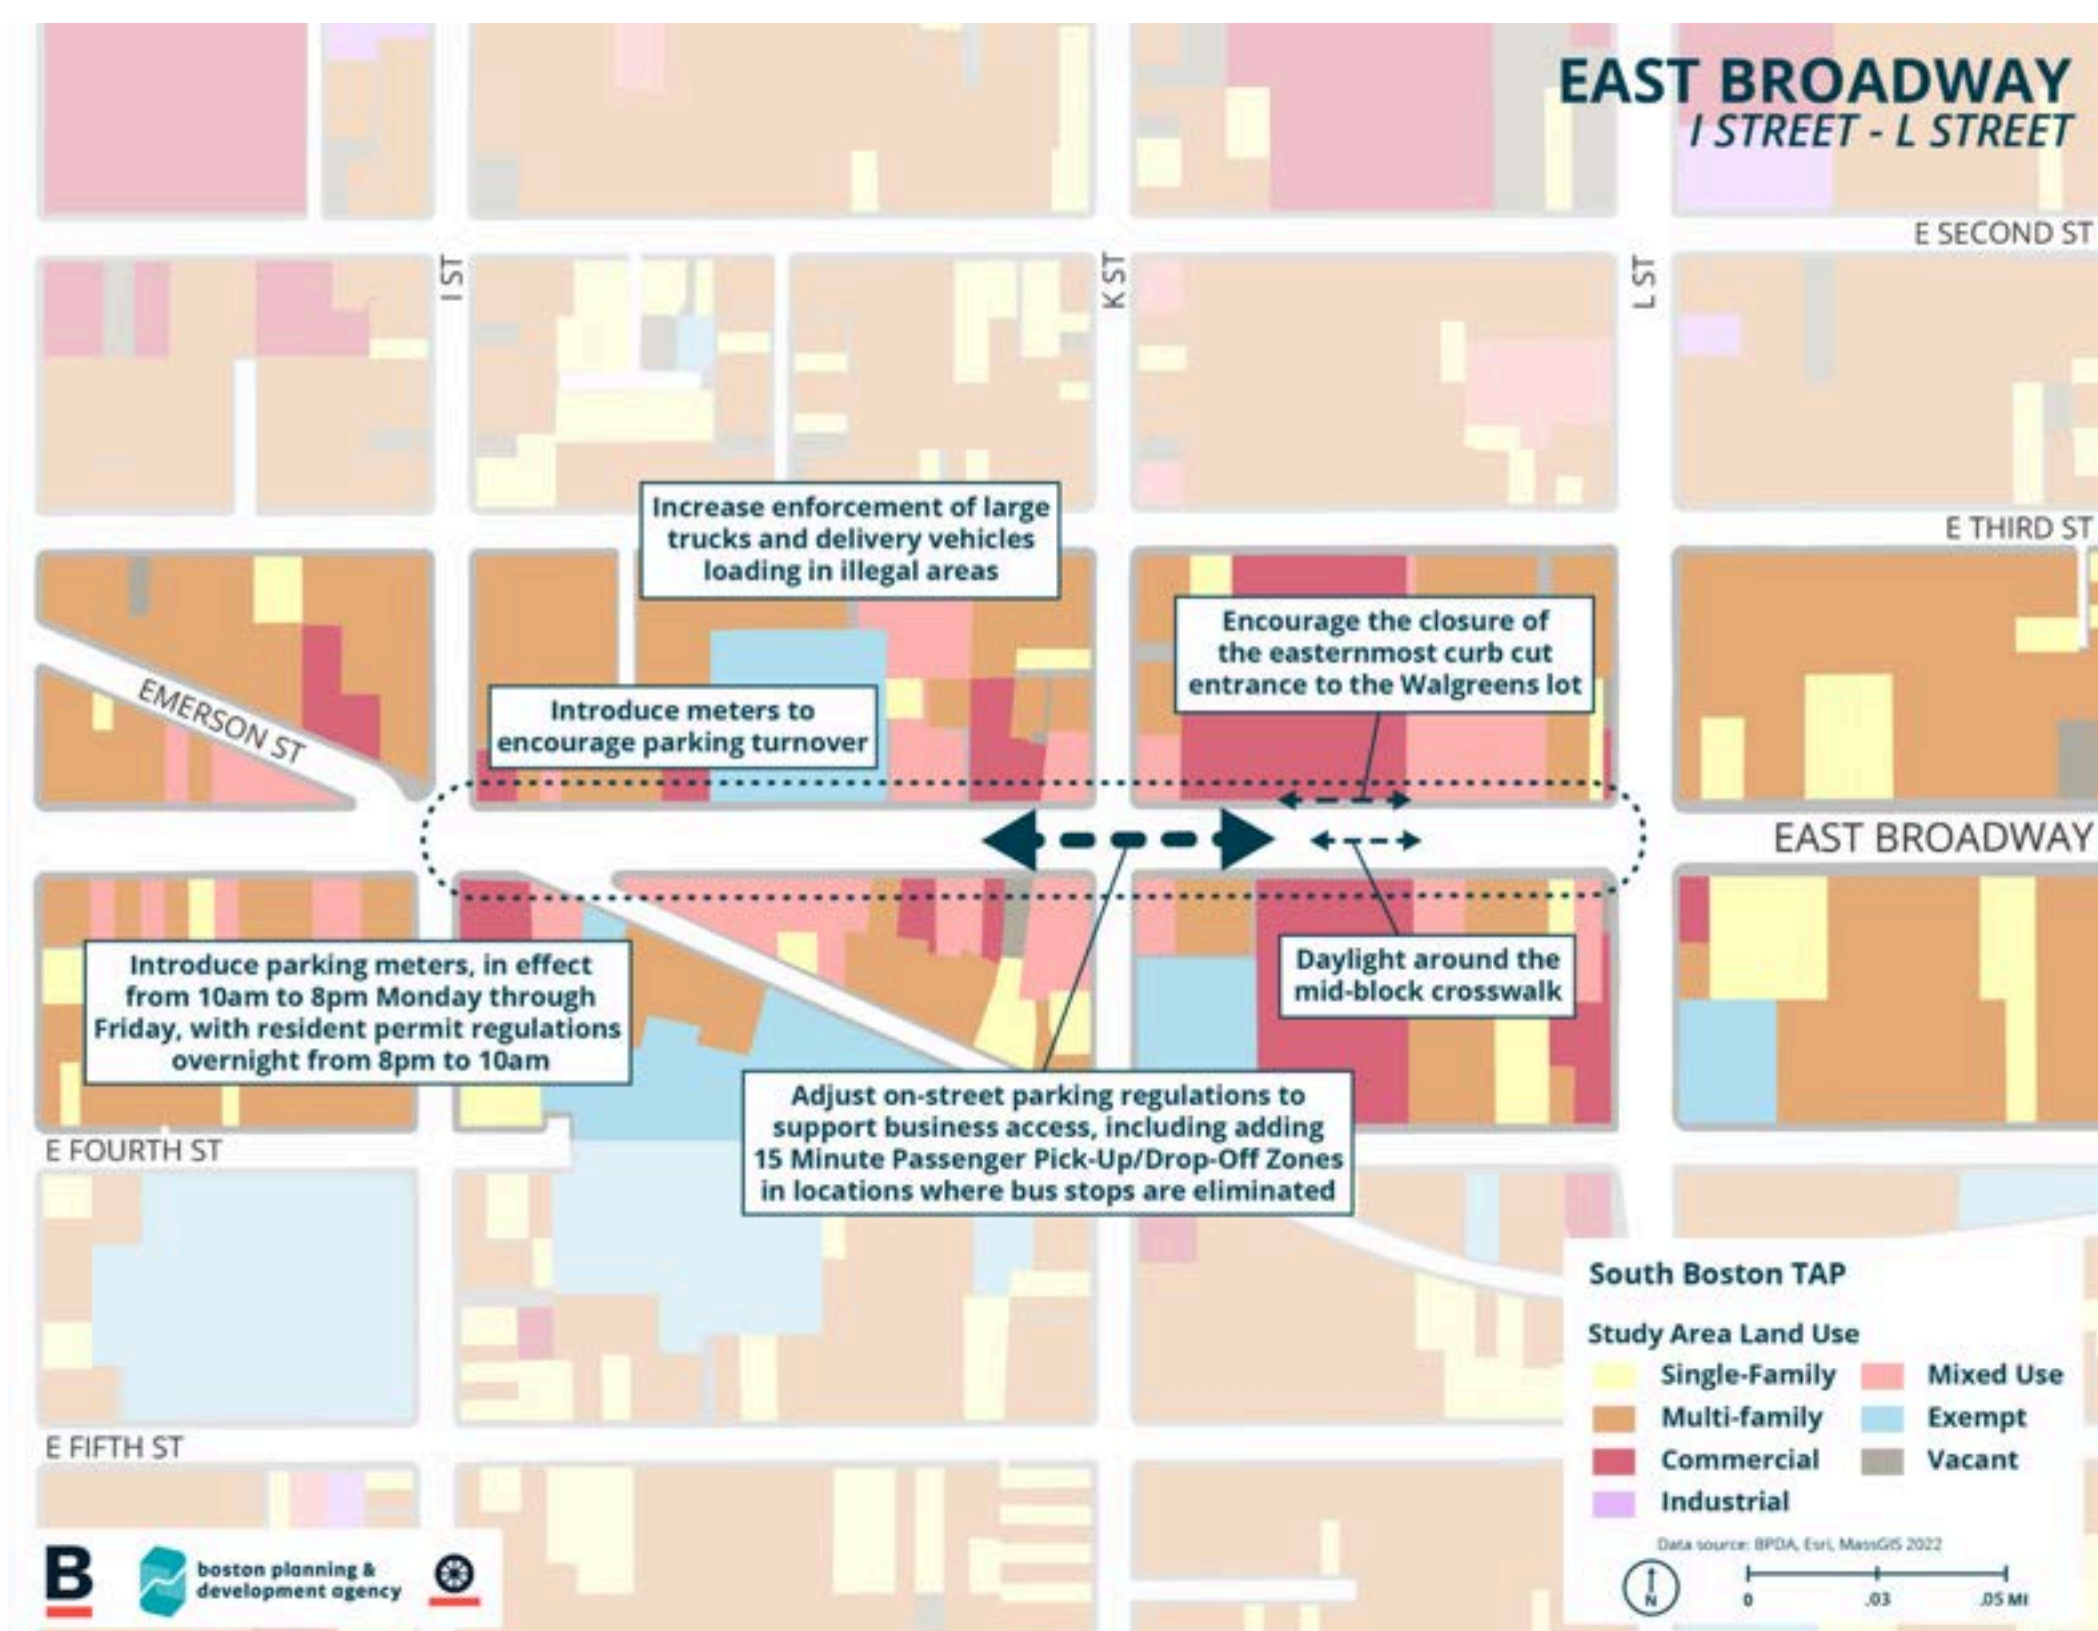 EAST BROADWAY
I STREET - L STREET
E SECOND ST
I ST
K ST
L ST
E THIRD ST
Increase enforcement of large
trucks and delivery vehicles
loading in illegal areas
Encourage the closure of
the easternmost curb cut
entrance to the Walgreens lot
EMERSON ST
Introduce meters to
encourage parking turnover
EAST BROADWAY
Introduce parking meters, in effect
from 10am to 8pm Monday through
Friday, with resident permit regulations
overnight from 8pm to 10am
Daylight around the
mid-block crosswalk
Adjust on-street parking regulations to
support business access, including adding
15 Minute Passenger Pick-Up/Drop-Off Zones
in locations where bus stops are eliminated
E FOURTH ST
E FIFTH ST
South Boston TAP
Study Area Land Use
Single-Family
Multi-family
Commercial
Industrial
Mixed Use
Exempt
Vacant
Data source: BPDA, Esri, MassGIS 2022
N
0 .03 .05 MI
B
boston planning &
development agency